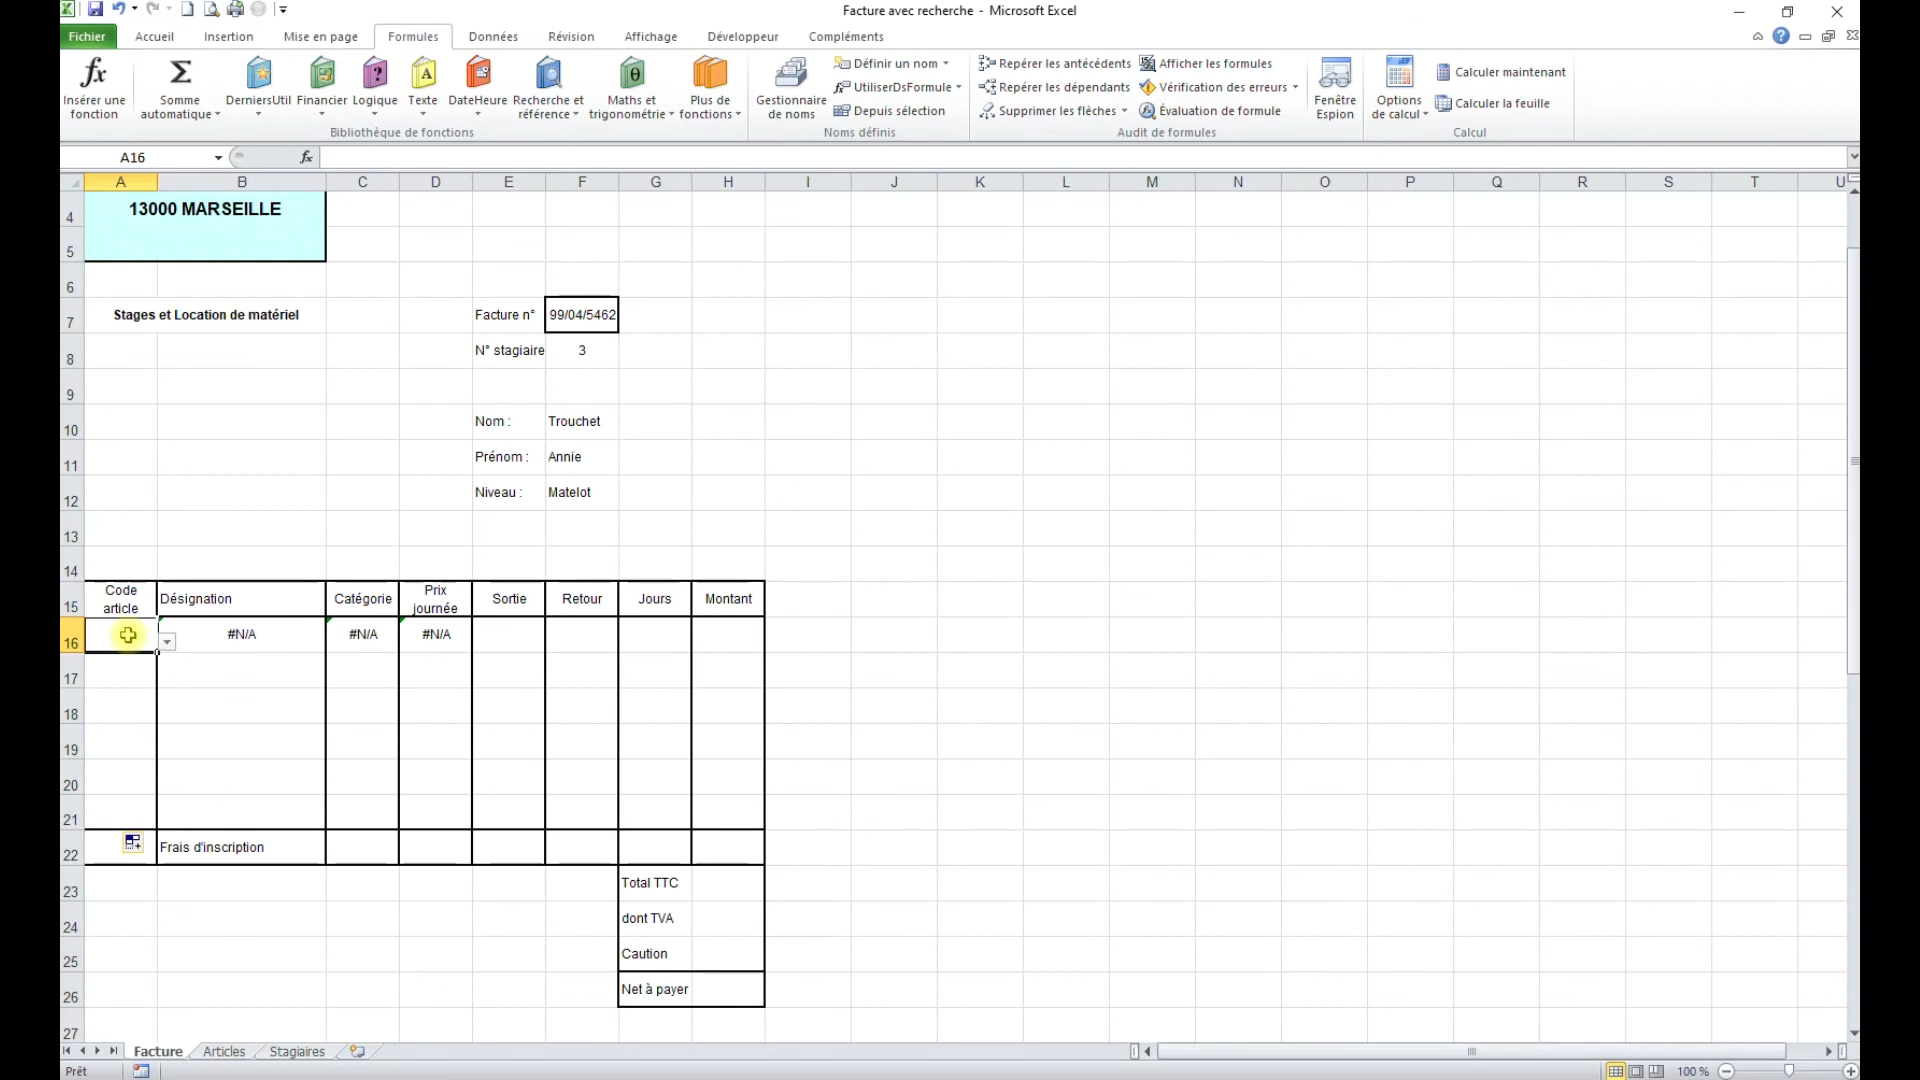 Facture avec recherche - Microsoft Excel
Fichier Accueil Insertion Mise en page Formules Données Révision Affichage Développeur Compléments
Insérer une fonction
Somme automatique
DerniersUtil
Financier
Logique
Texte
DateHeure
Recherche et référence
Maths et trigonométrie
Plus de fonctions
Bibliothèque de fonctions
Gestionnaire de noms
Définir un nom
UtiliserDsFormule
Depuis sélection
Noms définis
Repérer les antécédents
Repérer les dépendants
Supprimer les flèches
Afficher les formules
Vérification des erreurs
Évaluation de formule
Audit de formules
Fenêtre Espion
Options de calcul
Calculer maintenant
Calculer la feuille
Calcul
A16 fx
A B C D E F G H I J K L M N O P Q R S T U
4 13000 MARSEILLE
5
6
7 Stages et Location de matériel Facture n° 99/04/5462
8 N° stagiaire 3
9
10 Nom : Trouchet
11 Prénom : Annie
12 Niveau : Matelot
13
14
15 Code article Désignation Catégorie Prix journée Sortie Retour Jours Montant
16 #N/A #N/A #N/A
17
18
19
20
21
22 Frais d'inscription
23 Total TTC
24 dont TVA
25 Caution
26 Net à payer
27
Facture Articles Stagiaires
Prêt 100 %